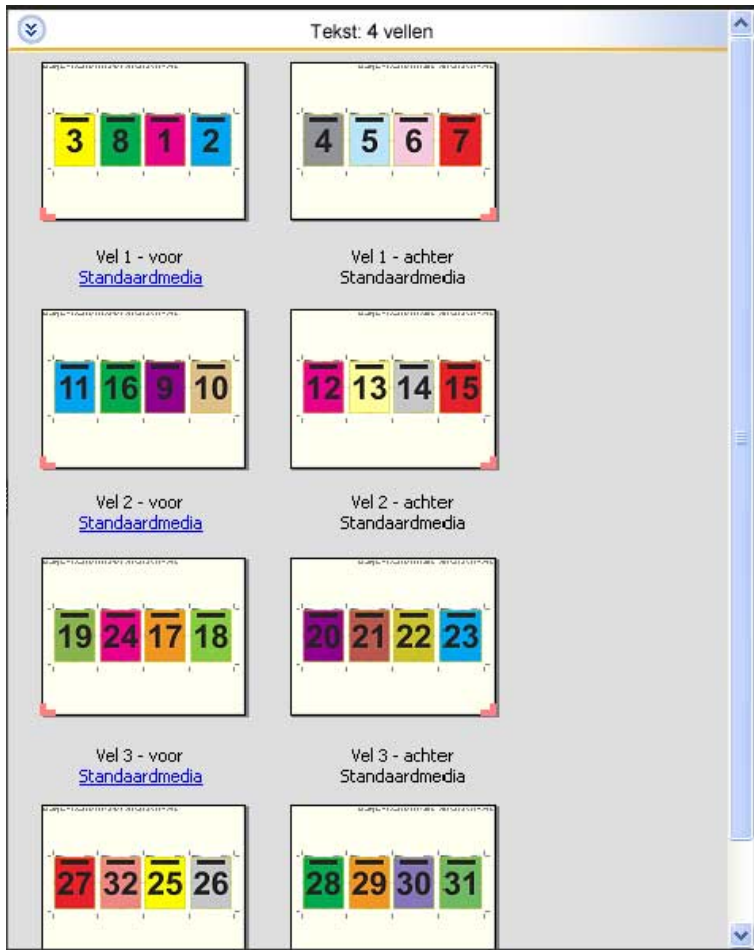 Tekst: 4 vellen
3 8 1 2
4 5 6 7
Vel 1 - voor
Standaardmedia
Vel 1 - achter
Standaardmedia
11 16 9 10
12 13 14 15
Vel 2 - voor
Standaardmedia
Vel 2 - achter
Standaardmedia
19 24 17 18
20 21 22 23
Vel 3 - voor
Standaardmedia
Vel 3 - achter
Standaardmedia
27 32 25 26
28 29 30 31